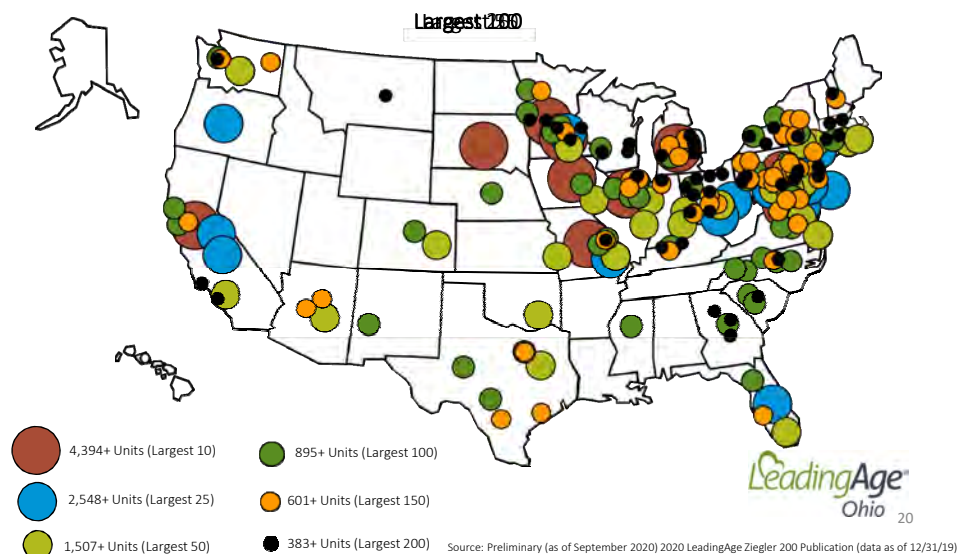 Largest 200
4,394+ Units (Largest 10)
895+ Units (Largest 100)
2,548+ Units (Largest 25)
601+ Units (Largest 150)
1,507+ Units (Largest 50)
383+ Units (Largest 200)
LeadingAge
Ohio
20
Source: Preliminary (as of September 2020) 2020 LeadingAge Ziegler 200 Publication (data as of 12/31/19)